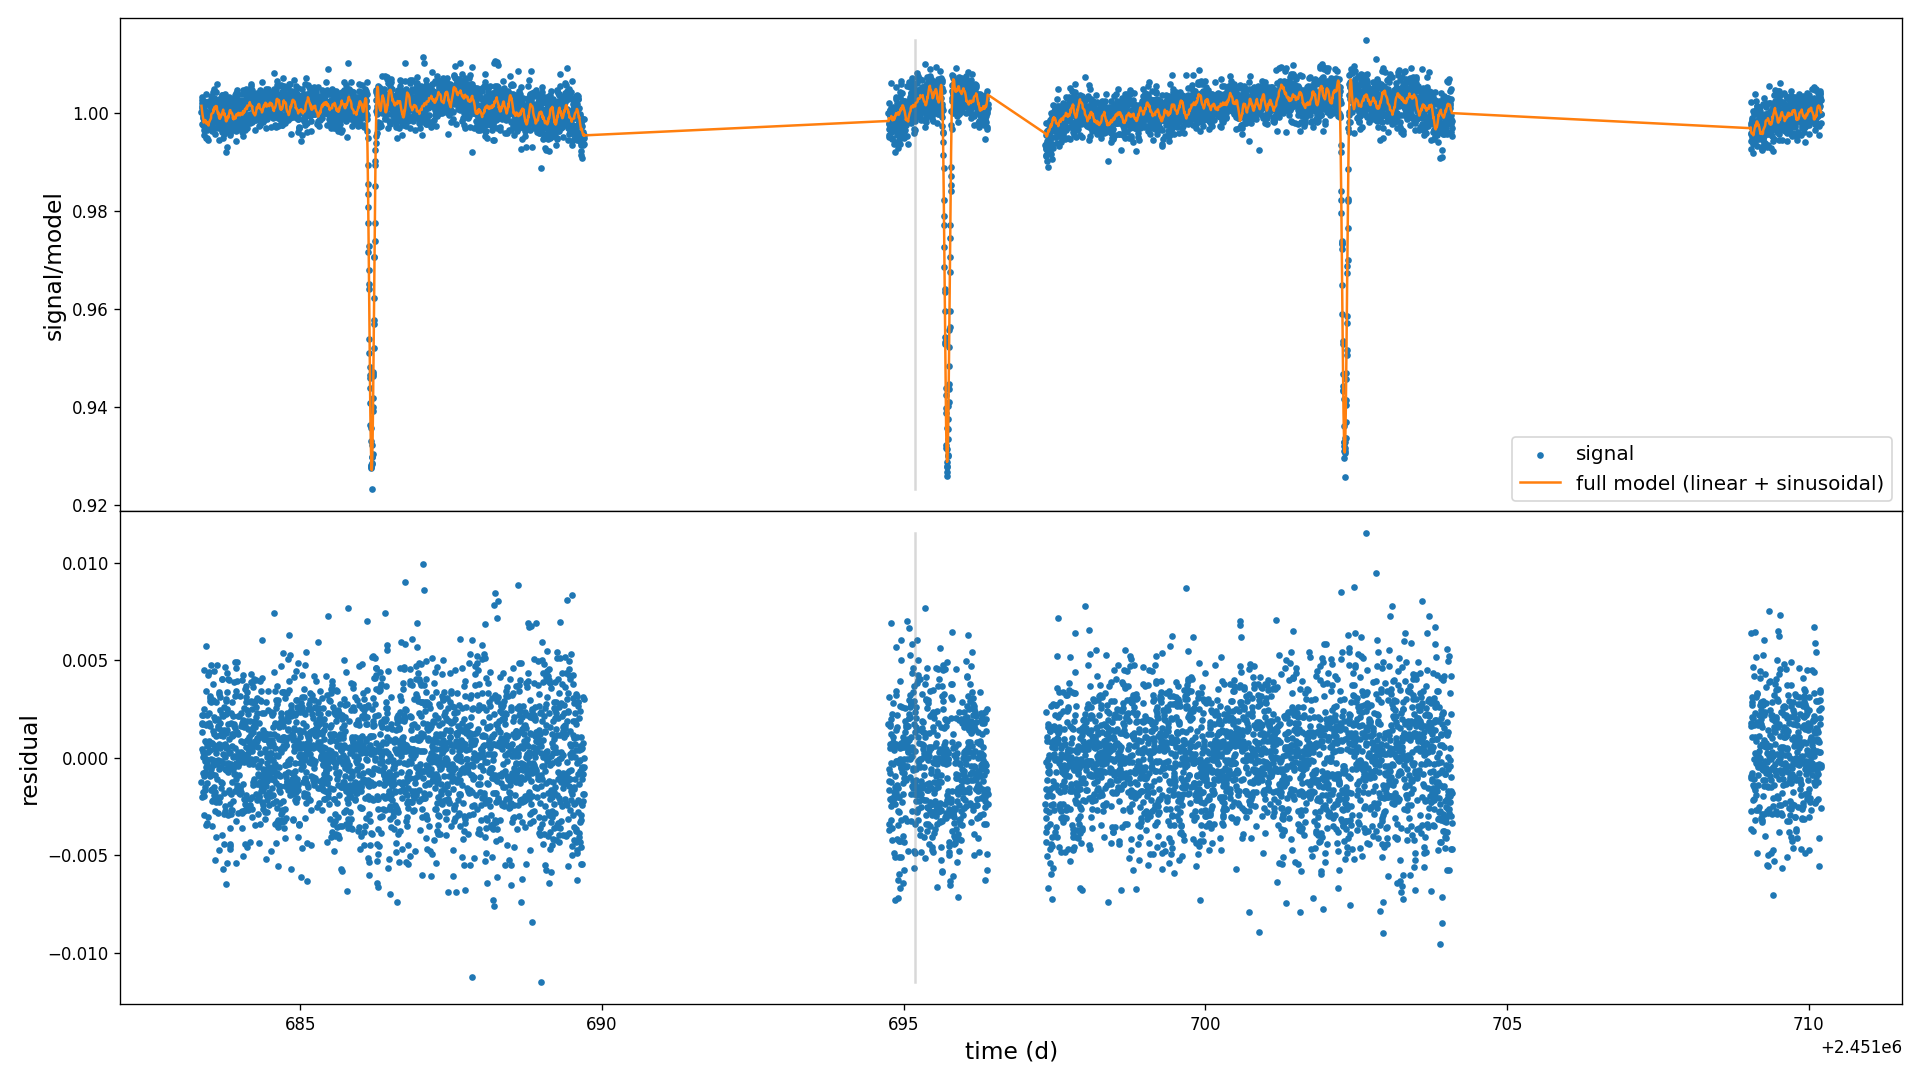 1.00
0.98
0.96
0.94
0.92
signal/model
signal
full model (linear + sinusoidal)
0.010
0.005
0.000
−0.005
−0.010
residual
685
690
695
700
705
710
+2.451e6
time (d)